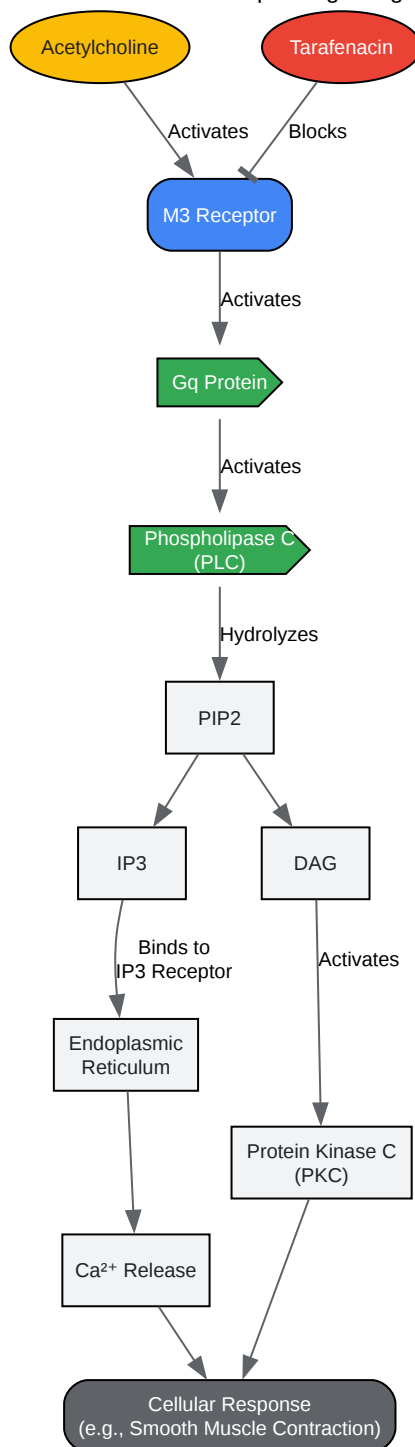 Acetylcholine
Tarafenacin
Activates
Blocks
M3 Receptor
Activates
Gq Protein
Activates
Phospholipase C
(PLC)
Hydrolyzes
PIP2
IP3
DAG
Binds to
IP3 Receptor
Activates
Endoplasmic
Reticulum
Protein Kinase C
(PKC)
Ca²⁺ Release
Cellular Response
(e.g., Smooth Muscle Contraction)